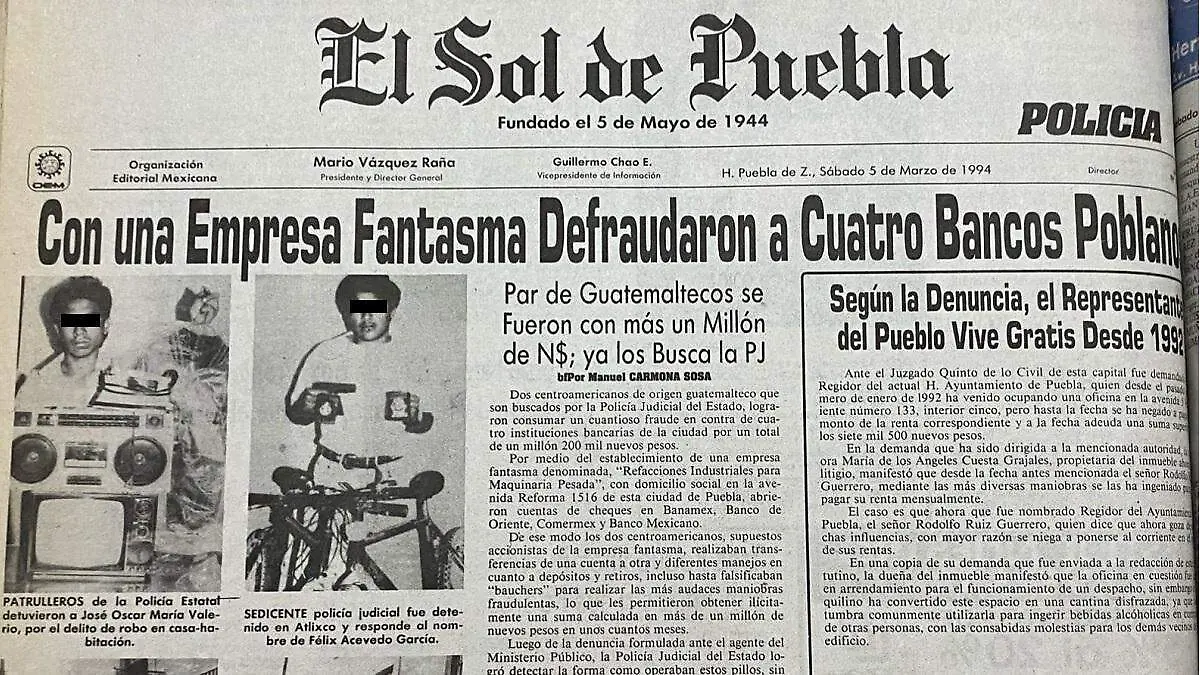 El Sol de Puebla
Fundado el 5 de Mayo de 1944
POLICIA
OEM
Organización
Editorial Mexicana
Mario Vázquez Raña
Presidente y Director General
Guillermo Chao E.
Vicepresidente de Información
H. Puebla de Z., Sábado 5 de Marzo de 1994
Director
Con una Empresa Fantasma Defraudaron a Cuatro Bancos Poblano
PATRULLEROS de la Policía Estatal
detuvieron a José Oscar María Vale-
rio, por el delito de robo en casa-ha-
bitación.
SEDICENTE policía judicial fue dete-
nido en Atlixco y responde al nom-
bre de Félix Acevedo García.
Par de Guatemaltecos se
Fueron con más un Millón
de N$; ya los Busca la PJ
bfPor Manuel CARMONA SOSA
Dos centroamericanos de origen guatemalteco que
son buscados por la Policía Judicial del Estado, logra-
ron consumar un cuantioso fraude en contra de cua-
tro instituciones bancarias de la ciudad por un total
de un millón 200 mil nuevos pesos.
Por medio del establecimiento de una empresa
fantasma denominada, "Refacciones Industriales para
Maquinaria Pesada", con domicilio social en la ave-
nida Reforma 1516 de esta ciudad de Puebla, abrie-
ron cuentas de cheques en Banamex, Banco de
Oriente, Comermex y Banco Mexicano.
De ese modo los dos centroamericanos, supuestos
accionistas de la empresa fantasma, realizaban trans-
ferencias de una cuenta a otra y diferentes manejos en
cuanto a depósitos y retiros, incluso hasta falsificaban
"bauchers" para realizar las más audaces maniobras
fraudulentas, lo que les permitieron obtener ilícita-
mente una suma calculada en más de un millón de
nuevos pesos en unos cuantos meses.
Luego de la denuncia formulada ante el agente del
Ministerio Público, la Policía Judicial del Estado lo-
gró detectar la forma como operaban estos pillos, sin
Según la Denuncia, el Representante
del Pueblo Vive Gratis Desde 1992
Ante el Juzgado Quinto de lo Civil de esta capital fue demand
Regidor del actual H. Ayuntamiento de Puebla, quien desde el
mero de enero de 1992 ha venido ocupando una oficina en la avenida
iente número 133, interior cinco, pero hasta la fecha se ha negado a
monto de la renta correspondiente y a la fecha adeuda una suma
los siete mil 500 nuevos pesos.
En la demanda que ha sido dirigida a la mencionada autoridad,
ora María de los Angeles Cuesta Grajales, propietaria del inmueble
litigio, manifestó que desde la fecha antes mencionada el señor
Guerrero, mediante las más diversas maniobras se las ha ingeniado
pagar su renta mensualmente.
El caso es que ahora que fue nombrado Regidor del
Puebla, el señor Rodolfo Ruiz Guerrero, quien dice que ahora
chas influencias, con mayor razón se niega a ponerse al corriente en
de sus rentas.
En una copia de su demanda que fue enviada a la redacción de
tutino, la dueña del inmueble manifestó que la oficina en cuestión
en arrendamiento para el funcionamiento de un despacho, sin
quilino ha convertido este espacio en una cantina disfrazada, ya
tumbra comunmente utilizarla para ingerir bebidas alcohólicas en
de otras personas, con las consabidas molestias para los demás
edificio.